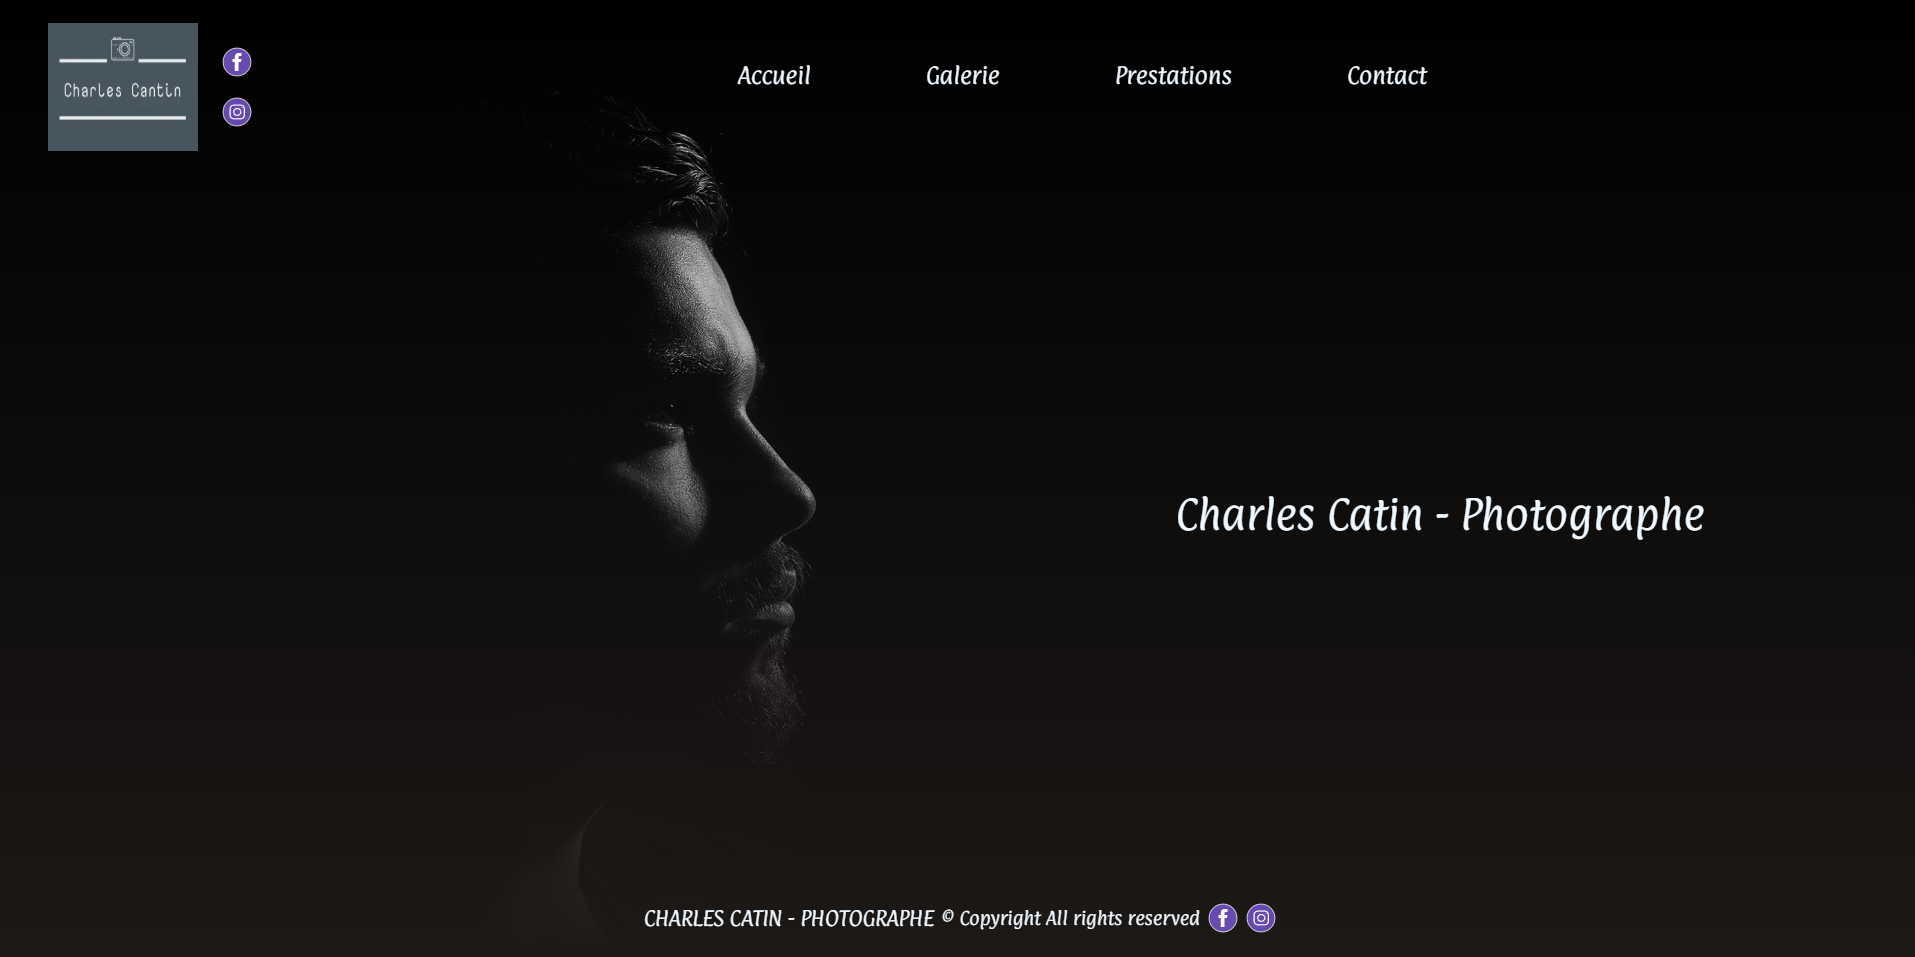 Charles Cantin
Accueil Galerie Prestations Contact
Charles Catin - Photographe
CHARLES CATIN - PHOTOGRAPHE © Copyright All rights reserved